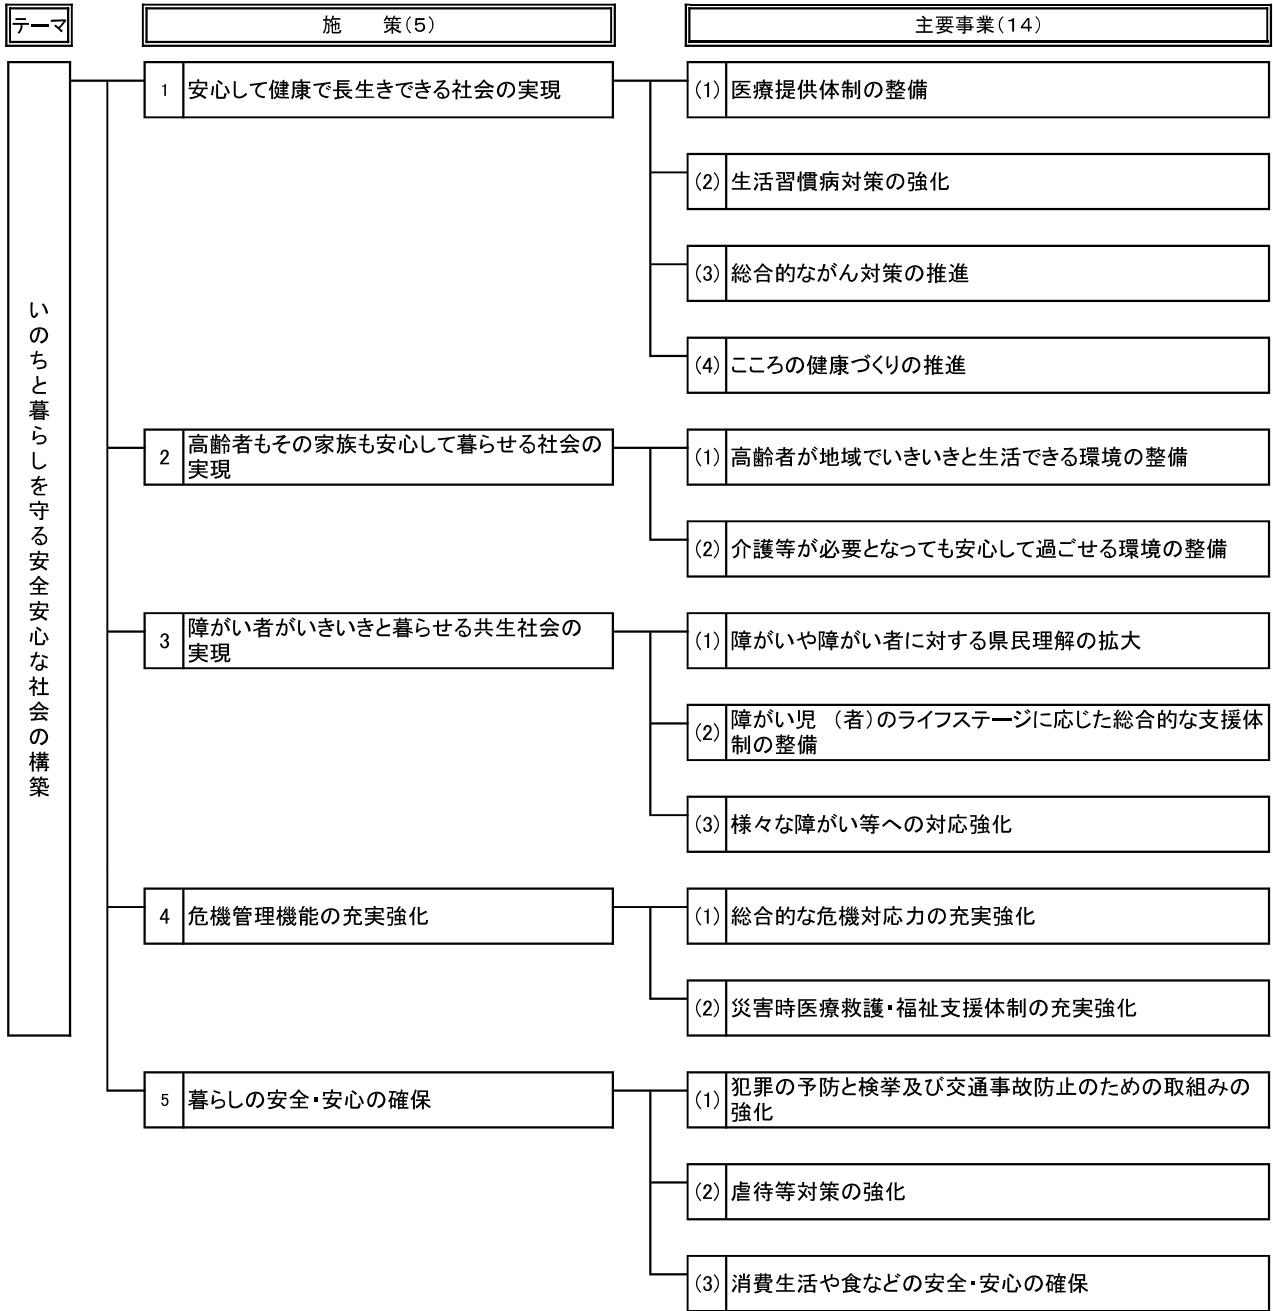 テーマ
施　　策(5)
主要事業(14)
いのちと暮らしを守る安全安心な社会の構築
1 安心して健康で長生きできる社会の実現
(1) 医療提供体制の整備
(2) 生活習慣病対策の強化
(3) 総合的ながん対策の推進
(4) こころの健康づくりの推進
2 高齢者もその家族も安心して暮らせる社会の
実現
(1) 高齢者が地域でいきいきと生活できる環境の整備
(2) 介護等が必要となっても安心して過ごせる環境の整備
3 障がい者がいきいきと暮らせる共生社会の
実現
(1) 障がいや障がい者に対する県民理解の拡大
(2) 障がい児　(者)のライフステージに応じた総合的な支援体
制の整備
(3) 様々な障がい等への対応強化
4 危機管理機能の充実強化
(1) 総合的な危機対応力の充実強化
(2) 災害時医療救護・福祉支援体制の充実強化
5 暮らしの安全・安心の確保
(1) 犯罪の予防と検挙及び交通事故防止のための取組みの
強化
(2) 虐待等対策の強化
(3) 消費生活や食などの安全・安心の確保